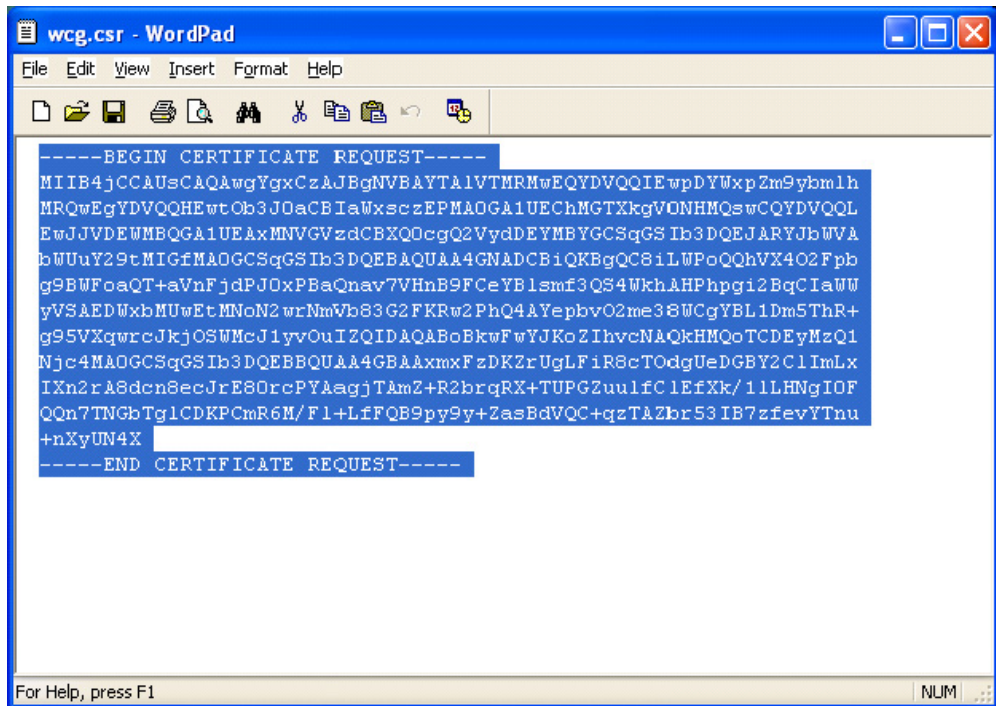 wcg.csr - WordPad
File Edit View Insert Format Help
-----BEGIN CERTIFICATE REQUEST-----
MIIB4jCCAUsCAQAwgYgxCzAJBgNVBAYTAlVTMRMwEQYDVQQIEwpDYWxpZm9ybmlh
MRQwEgYDVQQHEwtOb3J0aCBIaWxsczEPMA0GA1UEChMGTXkgV0NHMQswCQYDVQQL
EwJJVDEWMBQGA1UEAxMNVGVzdCBXQ0cgQ2VydDEYMBYGCSqGSIb3DQEJARYJbWVA
bWUuY29tMIGfMA0GCSqGSIb3DQEBAQUAA4GNADCBiQKBgQC8iLWPoQQhVX4O2Fpb
g9BWFoaQT+aVnFjdPJOxPBaQnav7VHnB9FCeYBlsmf3QS4WkhAHPhpgi2BqCIaWW
yVSAEDWxbMUwEtMNoN2wrNmVb83G2FKRw2PhQ4AYepbvO2me38WCgYBL1Dm5ThR+
g95VXqwrcJkjOSWMcJ1yvOuIZQIDAQABoBkwFwYJKoZIhvcNAQkHMQoTCDEyMzQ1
Njc4MA0GCSqGSIb3DQEBBQUAA4GBAAxmxFzDKZrUgLFiR8cTOdgUeDGBY2ClImLx
IXn2rA8dcn8ecJrE8OrcPYAagjTAmZ+R2brqRX+TUPGZuulfClEfXk/1lLHNgIOF
QQn7TNGbTglCDKPCmR6M/Fl+LfFQB9py9y+ZasBdVQC+qzTAZbr53IB7zfevYTnu
+nXyUN4X
-----END CERTIFICATE REQUEST-----
For Help, press F1
NUM